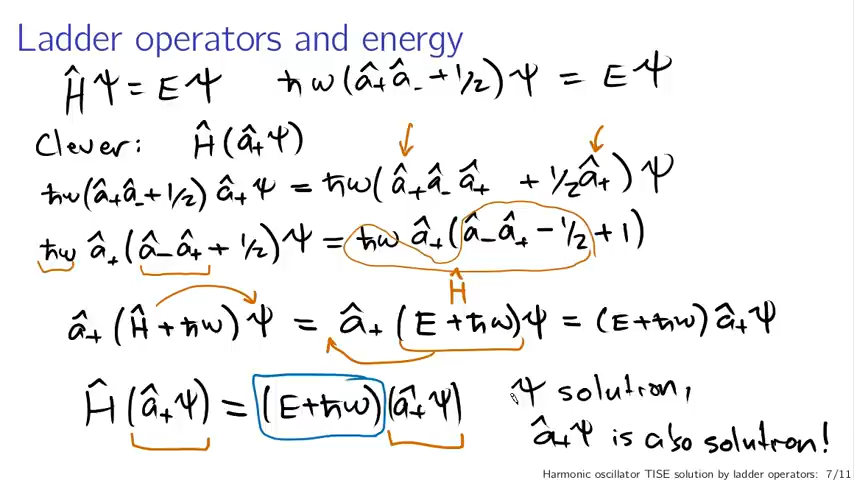 Ladder operators and energy
Ĥψ = Eψ   ħω(â₊â₋ + 1/2)ψ = Eψ
Clever: Ĥ(â₊ψ)
ħω(â₊â₋ + 1/2) â₊ψ = ħω(â₊â₋â₊ + 1/2 â₊)ψ
ħω â₊(â₋â₊ + 1/2)ψ = ħω â₊(â₋â₊ − 1/2 + 1)
Ĥ
â₊(Ĥ + ħω)ψ = â₊(E + ħω)ψ = (E + ħω) â₊ψ
Ĥ(â₊ψ) = (E + ħω)(â₊ψ)
ψ solution,
â₊ψ is also solution!
Harmonic oscillator TISE solution by ladder operators: 7/11